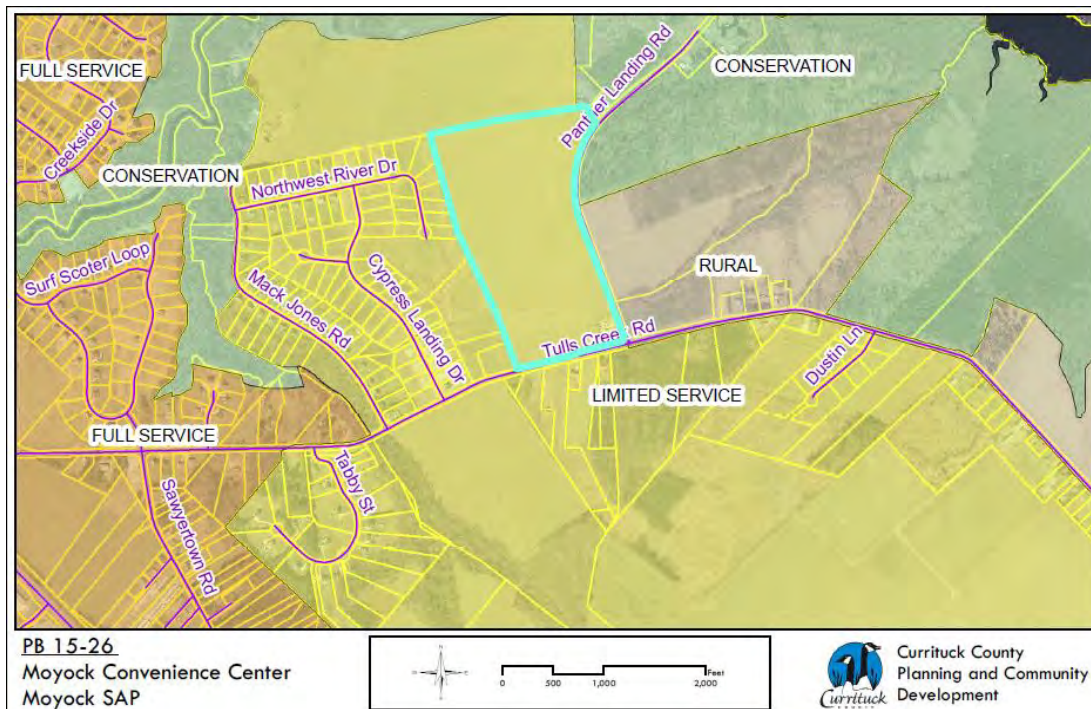 FULL SERVICE
Creekside Dr
CONSERVATION
Panther Landing Rd
CONSERVATION
Northwest River Dr
Surf Scoter Loop
Mack Jones Rd
Cypress Landing Dr
RURAL
Tulls Creek Rd
Dustin Ln
LIMITED SERVICE
FULL SERVICE
Tabby St
Sawyertown Rd
PB 15-26
Moyock Convenience Center
Moyock SAP
N
0 500 1,000 2,000 Feet
Currituck
COUNTY
Currituck County
Planning and Community
Development